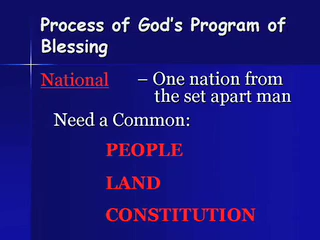 Process of God's Program of
Blessing
National – One nation from
the set apart man
Need a Common:
PEOPLE
LAND
CONSTITUTION